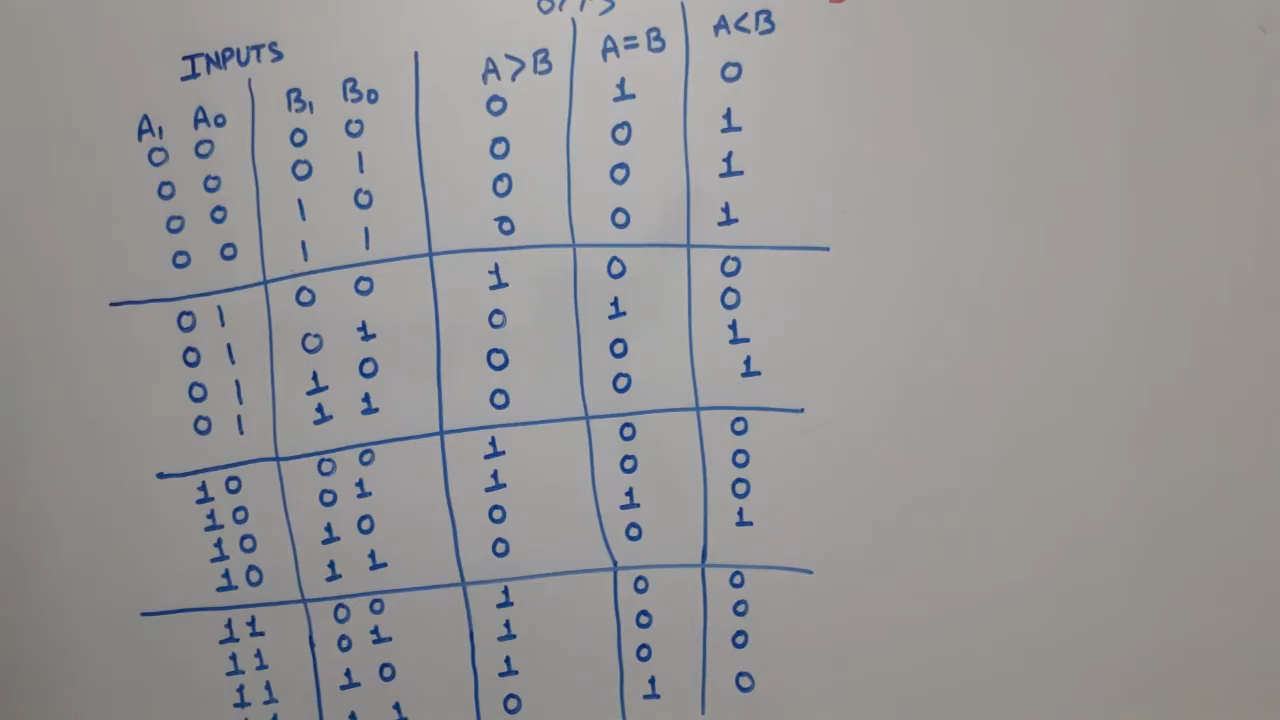 O/P's
INPUTS A>B A=B A<B
A₁ A₀ B₁ B₀
0 0 0 0 0 1 0
0 0 0 1 0 0 1
0 0 1 0 0 0 1
0 0 1 1 0 0 1
0 1 0 0 1 0 0
0 1 0 1 0 1 0
0 1 1 0 0 0 1
0 1 1 1 0 0 1
1 0 0 0 1 0 0
1 0 0 1 1 0 0
1 0 1 0 0 1 0
1 0 1 1 0 0 1
1 1 0 0 1 0 0
1 1 0 1 1 0 0
1 1 1 0 1 0 0
1 1 1 1 0 1 0